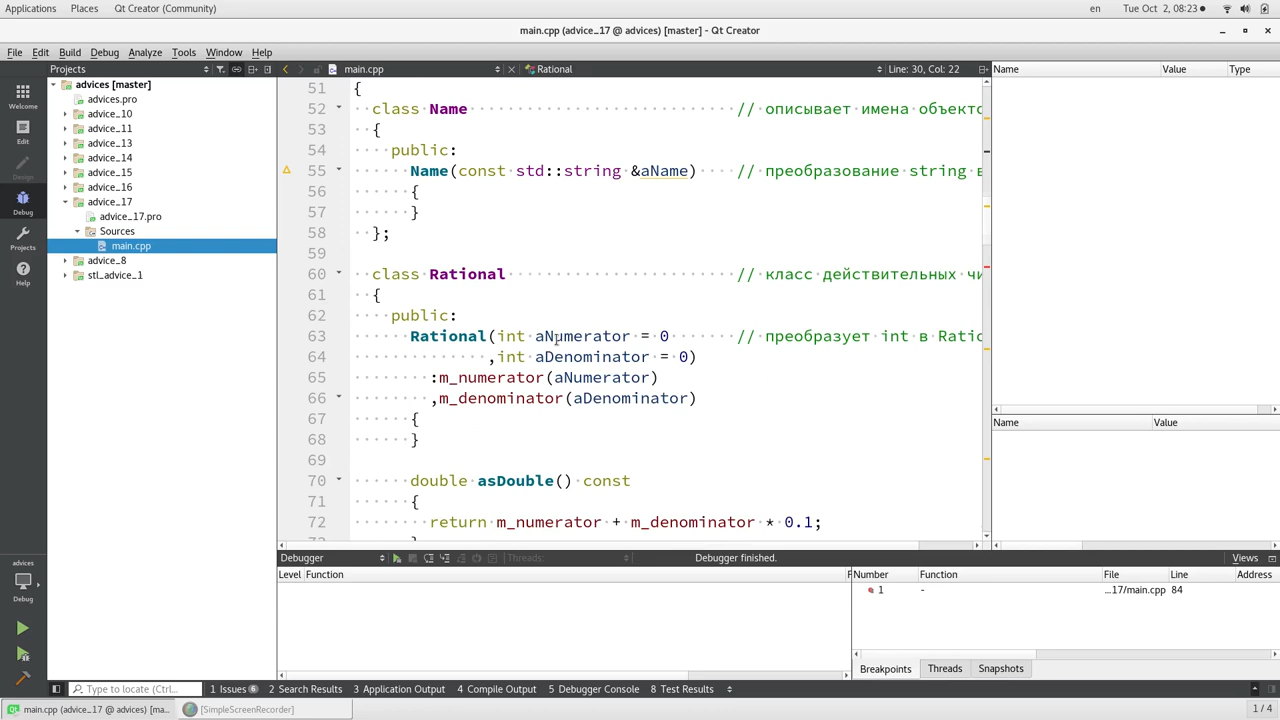 Applications Places Qt Creator (Community) en Tue Oct 2, 08:23
main.cpp (advice_17 @ advices) [master] - Qt Creator
File Edit Build Debug Analyze Tools Window Help
Projects main.cpp Rational Line: 30, Col: 22 Name Value Type
advices [master]
advices.pro
advice_10
advice_11
advice_13
advice_14
advice_15
advice_16
advice_17
advice_17.pro
Sources
main.cpp
advice_8
stl_advice_1
Welcome
Edit
Design
Debug
Projects
Help
advices
Debug
51 {
52 class Name // описывает имена объекто
53 {
54 public:
55 Name(const std::string &aName) // преобразование string в
56 {
57 }
58 };
59
60 class Rational // класс действительных чи
61 {
62 public:
63 Rational(int aNumerator = 0 // преобразует int в Ratio
64 ,int aDenominator = 0)
65 :m_numerator(aNumerator)
66 ,m_denominator(aDenominator)
67 {
68 }
69
70 double asDouble() const
71 {
72 return m_numerator + m_denominator * 0.1;
Name Value
Debugger Threads: Debugger finished. Views
Level Function Number Function File Line Address
1 - ...17/main.cpp 84
Breakpoints Threads Snapshots
Type to locate (Ctrl... 1 Issues 6 2 Search Results 3 Application Output 4 Compile Output 5 Debugger Console 8 Test Results
main.cpp (advice_17 @ advices) [ma... [SimpleScreenRecorder] 1 / 4